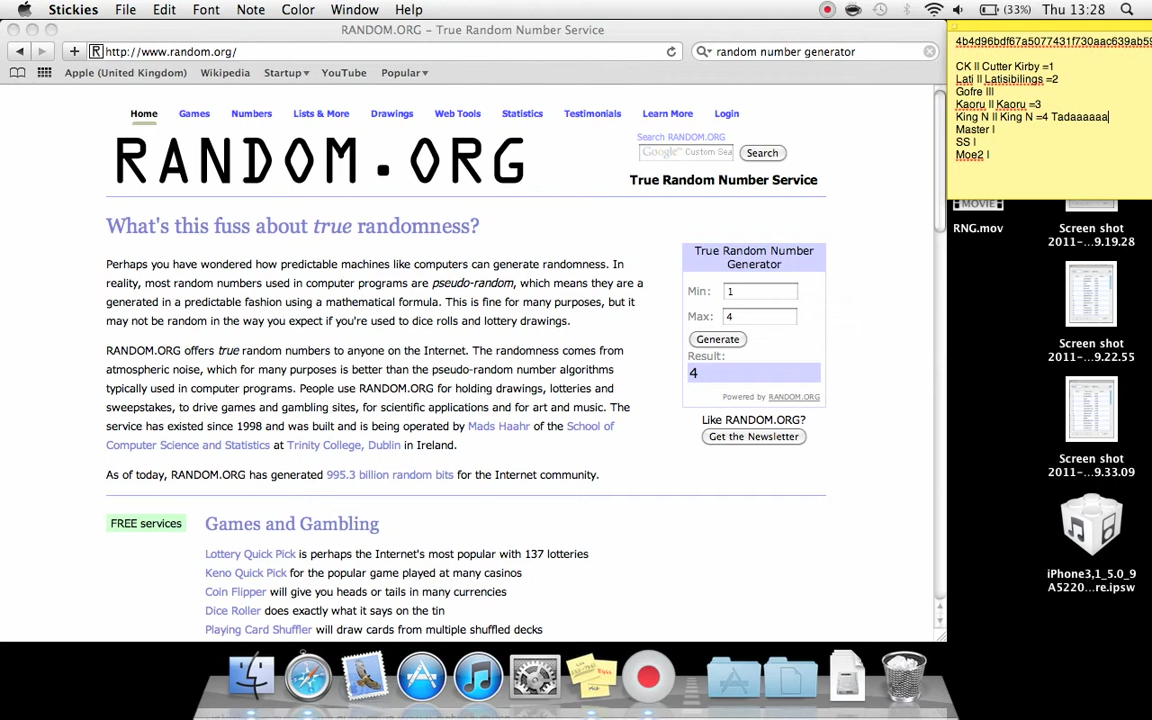 Stickies File Edit Font Note Color Window Help (33%) Thu 13:28
RANDOM.ORG – True Random Number Service
http://www.random.org/ random number generator
Apple (United Kingdom) Wikipedia Startup YouTube Popular
Home Games Numbers Lists & More Drawings Web Tools Statistics Testimonials Learn More Login
RANDOM.ORG
Search RANDOM.ORG
Google™ Custom Sea Search
True Random Number Service
What's this fuss about true randomness?
Perhaps you have wondered how predictable machines like computers can generate randomness. In
reality, most random numbers used in computer programs are pseudo-random, which means they are a
generated in a predictable fashion using a mathematical formula. This is fine for many purposes, but it
may not be random in the way you expect if you're used to dice rolls and lottery drawings.
RANDOM.ORG offers true random numbers to anyone on the Internet. The randomness comes from
atmospheric noise, which for many purposes is better than the pseudo-random number algorithms
typically used in computer programs. People use RANDOM.ORG for holding drawings, lotteries and
sweepstakes, to drive games and gambling sites, for scientific applications and for art and music. The
service has existed since 1998 and was built and is being operated by Mads Haahr of the School of
Computer Science and Statistics at Trinity College, Dublin in Ireland.
As of today, RANDOM.ORG has generated 995.3 billion random bits for the Internet community.
True Random Number
Generator
Min: 1
Max: 4
Generate
Result:
4
Powered by RANDOM.ORG
Like RANDOM.ORG?
Get the Newsletter
FREE services
Games and Gambling
Lottery Quick Pick is perhaps the Internet's most popular with 137 lotteries
Keno Quick Pick for the popular game played at many casinos
Coin Flipper will give you heads or tails in many currencies
Dice Roller does exactly what it says on the tin
Playing Card Shuffler will draw cards from multiple shuffled decks
4b4d96bdf67a5077431f730aac639ab59
CK II Cutter Kirby =1
Lati II Latisibilings =2
Gofre III
Kaoru II Kaoru =3
King N II King N =4 Tadaaaaaa
Master I
SS I
Moe2 I
MOVIE
RNG.mov
Screen shot
2011-...9.19.28
Screen shot
2011-...9.22.55
Screen shot
2011-...9.33.09
iPhone3,1_5.0_9
A5220...re.ipsw